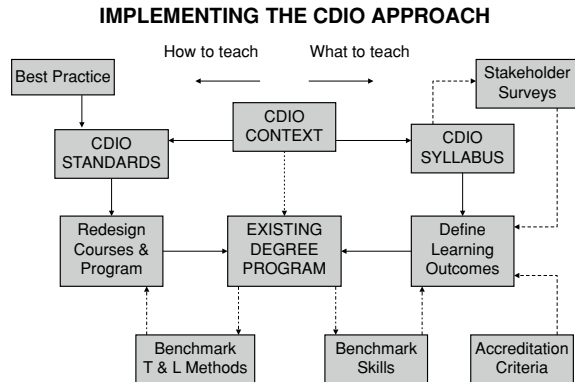 IMPLEMENTING THE CDIO APPROACH
How to teach
What to teach
Best Practice
Stakeholder
Surveys
CDIO
CONTEXT
CDIO
STANDARDS
CDIO
SYLLABUS
Redesign
Courses &
Program
EXISTING
DEGREE
PROGRAM
Define
Learning
Outcomes
Benchmark
T & L Methods
Benchmark
Skills
Accreditation
Criteria